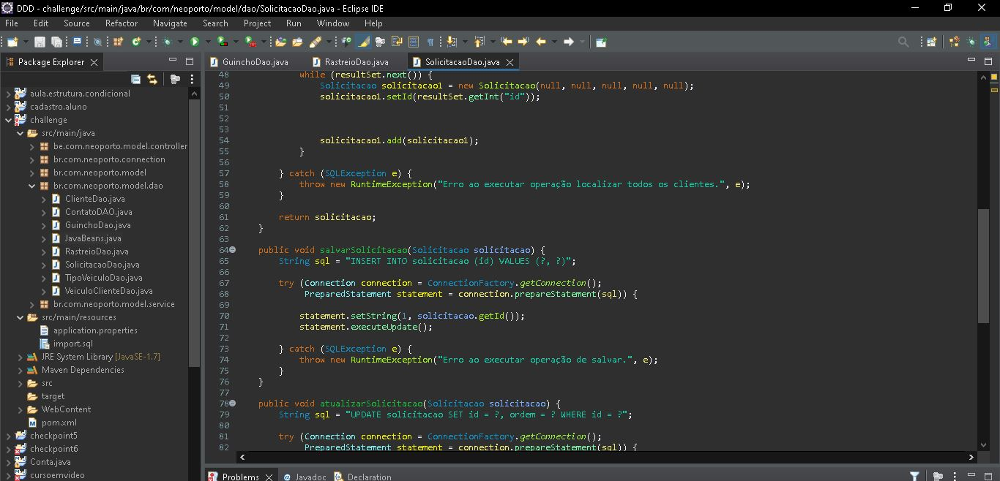 DDD - challenge/src/main/java/br/com/neoporto/model/dao/SolicitacaoDao.java - Eclipse IDE
File Edit Source Refactor Navigate Search Project Run Window Help
Package Explorer
aula.estrutura.condicional
cadastro.aluno
challenge
src/main/java
be.com.neoporto.model.controller
br.com.neoporto.connection
br.com.neoporto.model
br.com.neoporto.model.dao
ClienteDao.java
ContatoDAO.java
GuinchoDao.java
JavaBeans.java
RastreioDao.java
SolicitacaoDao.java
TipoVeiculoDao.java
VeiculoClienteDao.java
br.com.neoporto.model.service
src/main/resources
application.properties
import.sql
JRE System Library [JavaSE-1.7]
Maven Dependencies
src
target
WebContent
pom.xml
checkpoint5
checkpoint6
Conta.java
cursoemvideo
GuinchoDao.java RastreioDao.java SolicitacaoDao.java
48 while (resultSet.next()) {
49 Solicitacao solicitacao1 = new Solicitacao(null, null, null, null, null);
50 solicitacao1.setId(resultSet.getInt("id"));
51
52
53
54 solicitacao1.add(solicitacao1);
55 }
56
57 } catch (SQLException e) {
58 throw new RuntimeException("Erro ao executar operação localizar todos os clientes.", e);
59 }
60
61 return solicitacao;
62 }
63
64 public void salvarSolicitacao(Solicitacao solicitacao) {
65 String sql = "INSERT INTO solicitacao (id) VALUES (?, ?)";
66
67 try (Connection connection = ConnectionFactory.getConnection();
68 PreparedStatement statement = connection.prepareStatement(sql)) {
69
70 statement.setString(1, solicitacao.getId());
71 statement.executeUpdate();
72
73 } catch (SQLException e) {
74 throw new RuntimeException("Erro ao executar operação de salvar.", e);
75 }
76 }
77
78 public void atualizarSolicitacao(Solicitacao solicitacao) {
79 String sql = "UPDATE solicitacao SET id = ?, ordem = ? WHERE id = ?";
80
81 try (Connection connection = ConnectionFactory.getConnection();
82 PreparedStatement statement = connection.prepareStatement(sql)) {
Problems Javadoc Declaration